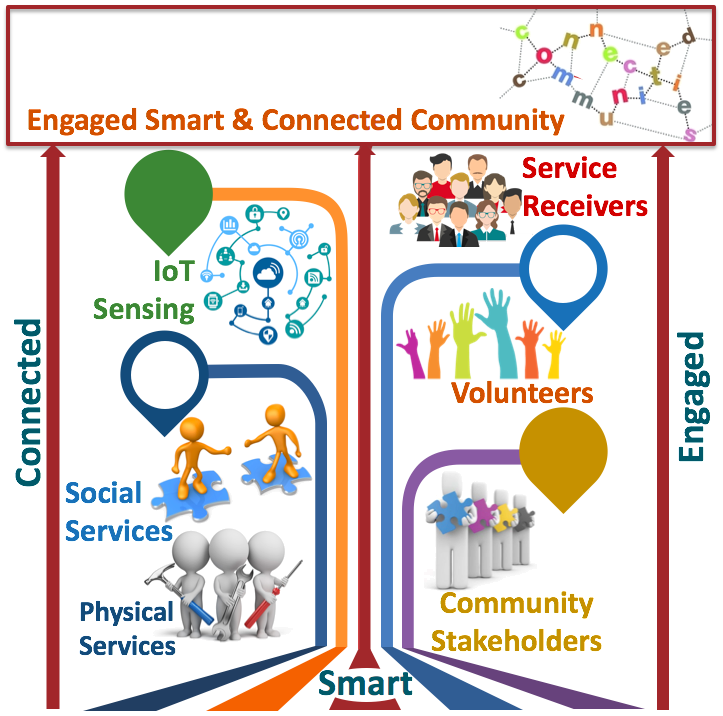 connected
communities
Engaged Smart & Connected Community
Service
Receivers
IoT
Sensing
Connected
Engaged
Volunteers
Social
Services
Physical
Services
Community
Stakeholders
Smart